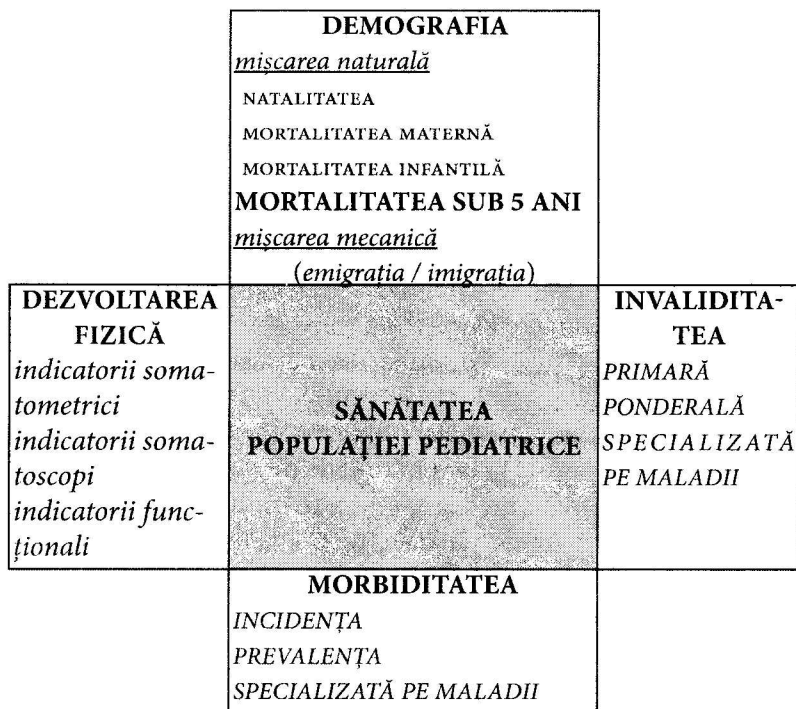 DEMOGRAFIA
mișcarea naturală
NATALITATEA
MORTALITATEA MATERNĂ
MORTALITATEA INFANTILĂ
MORTALITATEA SUB 5 ANI
mișcarea mecanică
(emigrația / imigrația)
DEZVOLTAREA
FIZICĂ
indicatorii soma-
tometrici
indicatorii soma-
toscopi
indicatorii func-
ționali
SĂNĂTATEA
POPULAȚIEI PEDIATRICE
INVALIDITA-
TEA
PRIMARĂ
PONDERALĂ
SPECIALIZATĂ
PE MALADII
MORBIDITATEA
INCIDENȚA
PREVALENȚA
SPECIALIZATĂ PE MALADII